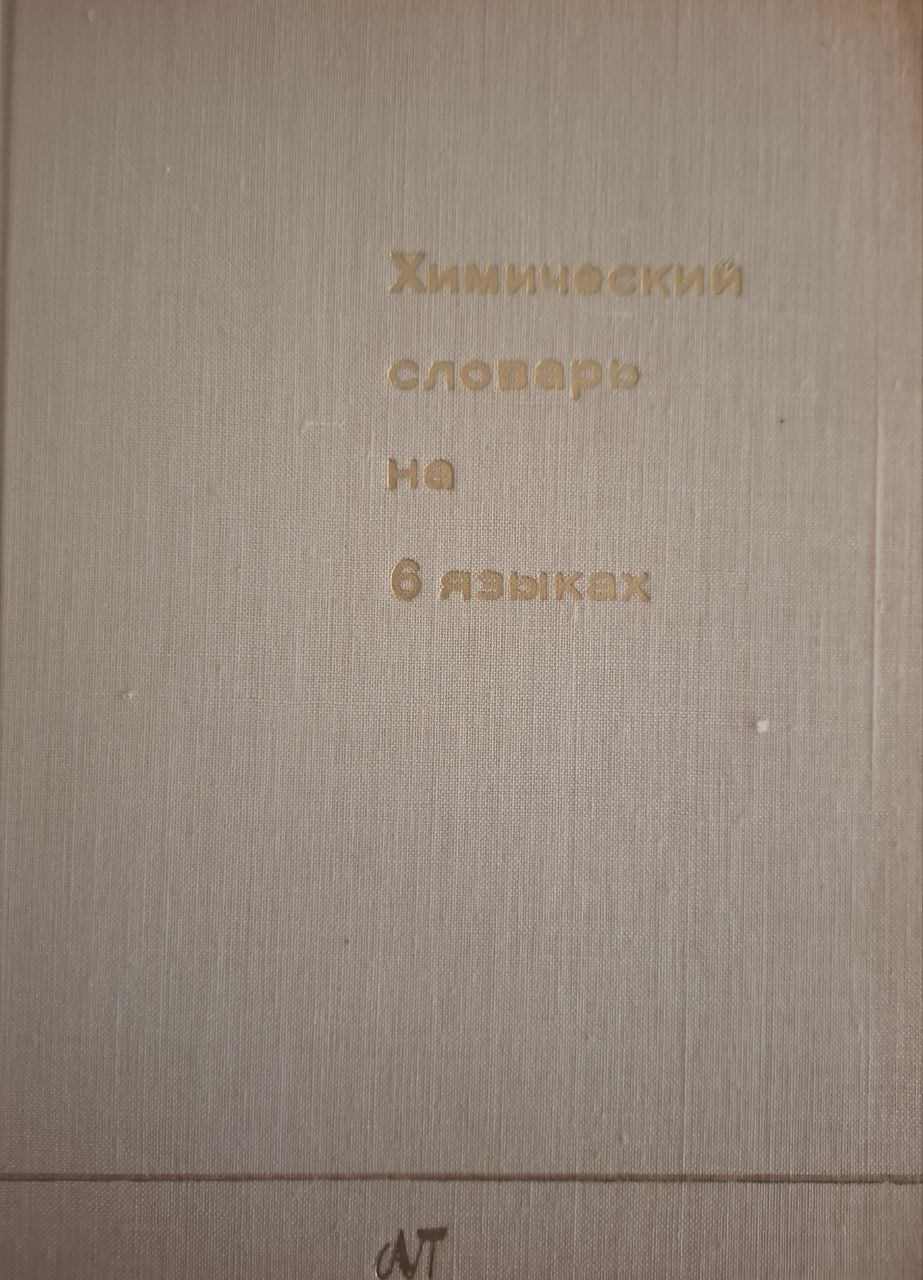 Химический
словарь
на
6 языках